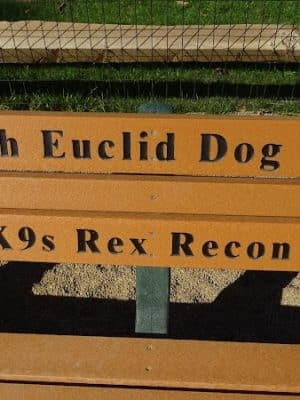 h Euclid Dog
K9s Rex Recon